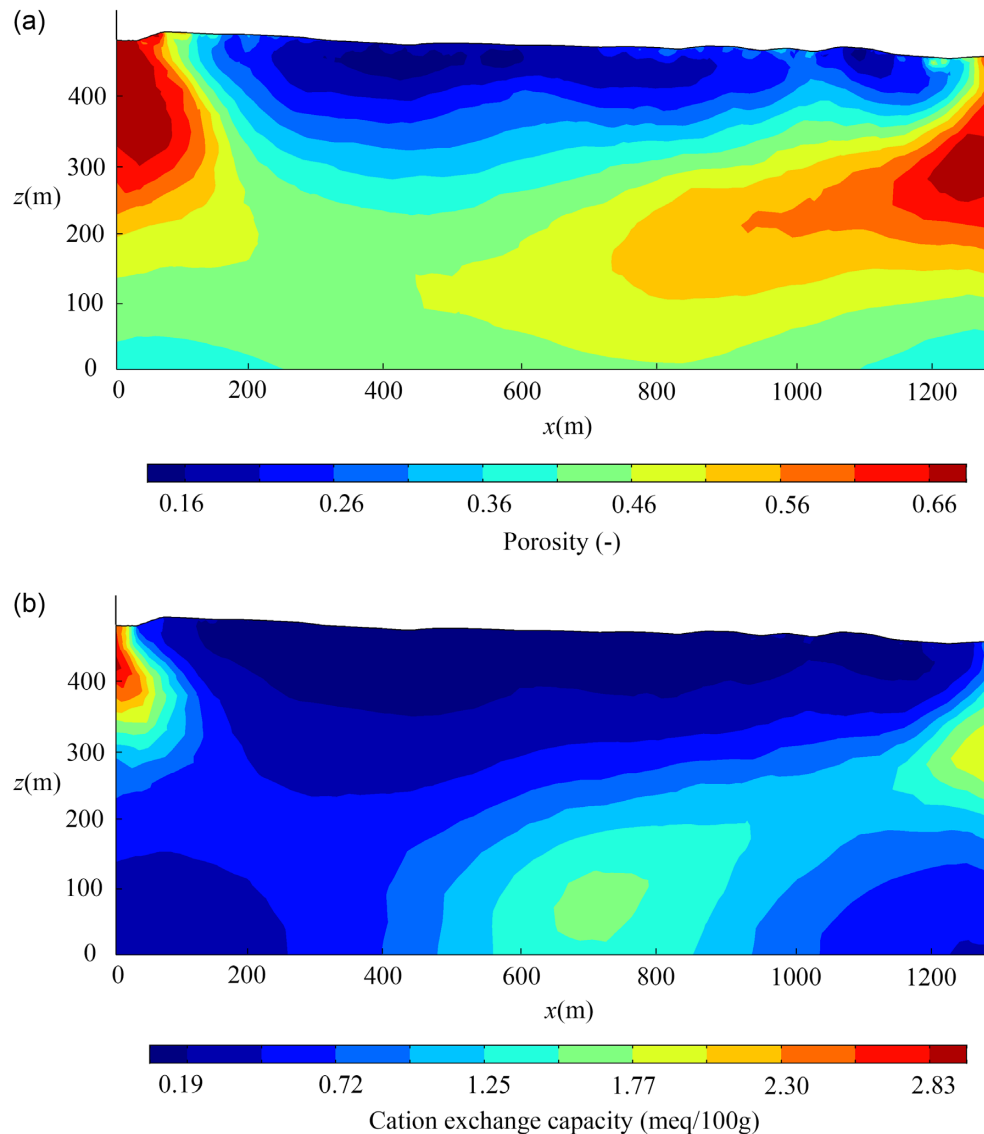 (a)
400
300
z(m)
200
100
0
0 200 400 600 800 1000 1200
x(m)
0.16 0.26 0.36 0.46 0.56 0.66
Porosity (-)
(b)
400
300
z(m)
200
100
0
0 200 400 600 800 1000 1200
x(m)
0.19 0.72 1.25 1.77 2.30 2.83
Cation exchange capacity (meq/100g)